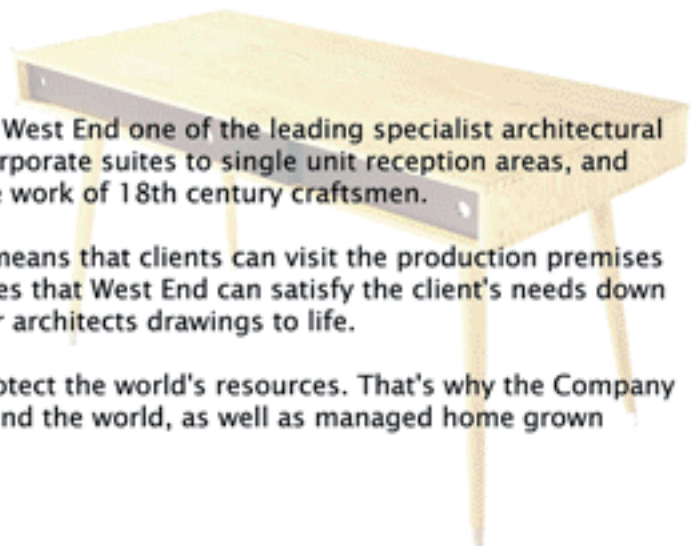 West End one of the leading specialist architectural
rporate suites to single unit reception areas, and
work of 18th century craftsmen.
means that clients can visit the production premises
es that West End can satisfy the client's needs down
r architects drawings to life.
otect the world's resources. That's why the Company
nd the world, as well as managed home grown